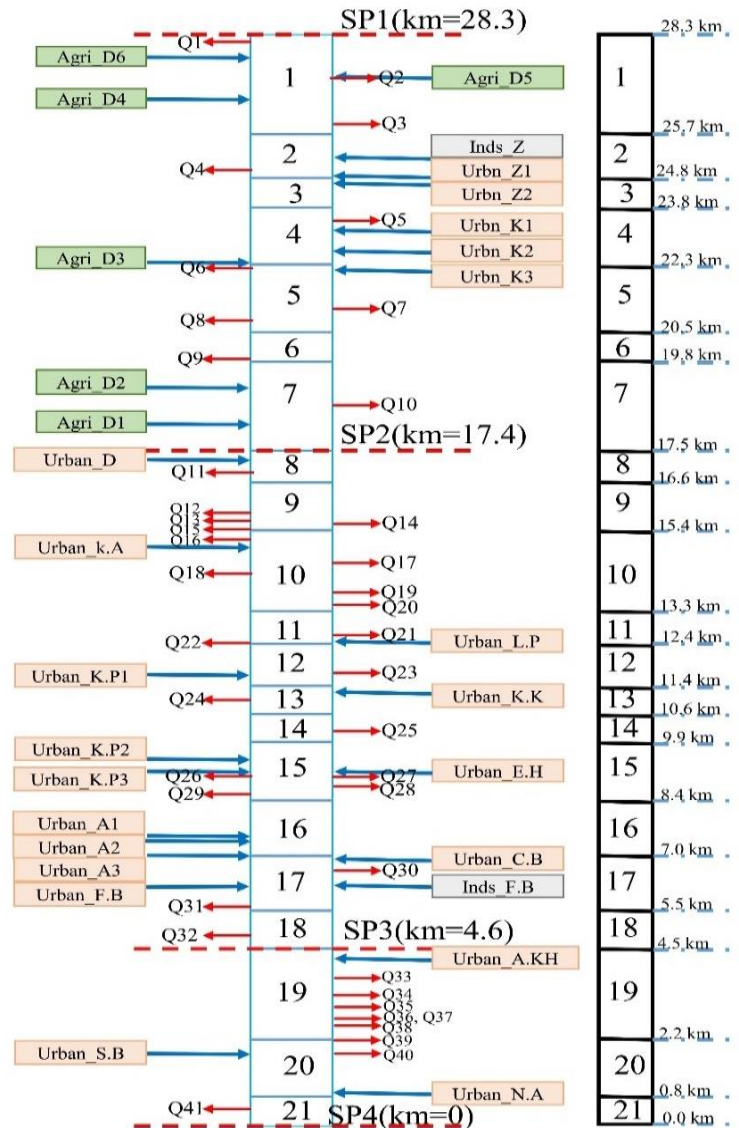 SP1(km=28.3)
28.3 km
Q1
Agri_D6
1
Q2
Agri_D5
1
Agri_D4
Q3
25.7 km
Inds_Z
2
2
Q4
Urbn_Z1
24.8 km
3
Urbn_Z2
3
23.8 km
Q5
Urbn_K1
4
4
Agri_D3
Urbn_K2
Q6
Urbn_K3
22.3 km
5
5
Q7
Q8
20.5 km
6
6
Q9
19.8 km
Agri_D2
7
7
Q10
Agri_D1
SP2(km=17.4)
17.5 km
Urban_D
8
8
Q11
16.6 km
9
9
Q12
Q13
Q14
Q15
15.4 km
Q16
Urban_k.A
Q17
10
10
Q18
Q19
Q20
13.3 km
11
Q21
11
Q22
Urban_L.P
12.4 km
12
12
Urban_K.P1
Q23
11.4 km
Q24
13
Urban_K.K
13
10.6 km
14
Q25
14
9.9 km
Urban_K.P2
15
15
Urban_K.P3
Q26
Q27
Urban_E.H
Q29
Q28
8.4 km
Urban_A1
16
16
Urban_A2
7.0 km
Urban_A3
Q30
Urban_C.B
17
17
Urban_F.B
Inds_F.B
Q31
5.5 km
18
18
Q32
SP3(km=4.6)
4.5 km
Urban_A.KH
Q33
19
19
Q34
Q35
Q36, Q37
Q38
Q39
2.2 km
Urban_S.B
20
Q40
20
Urban_N.A
0.8 km
Q41
21
SP4(km=0)
21
0.0 km